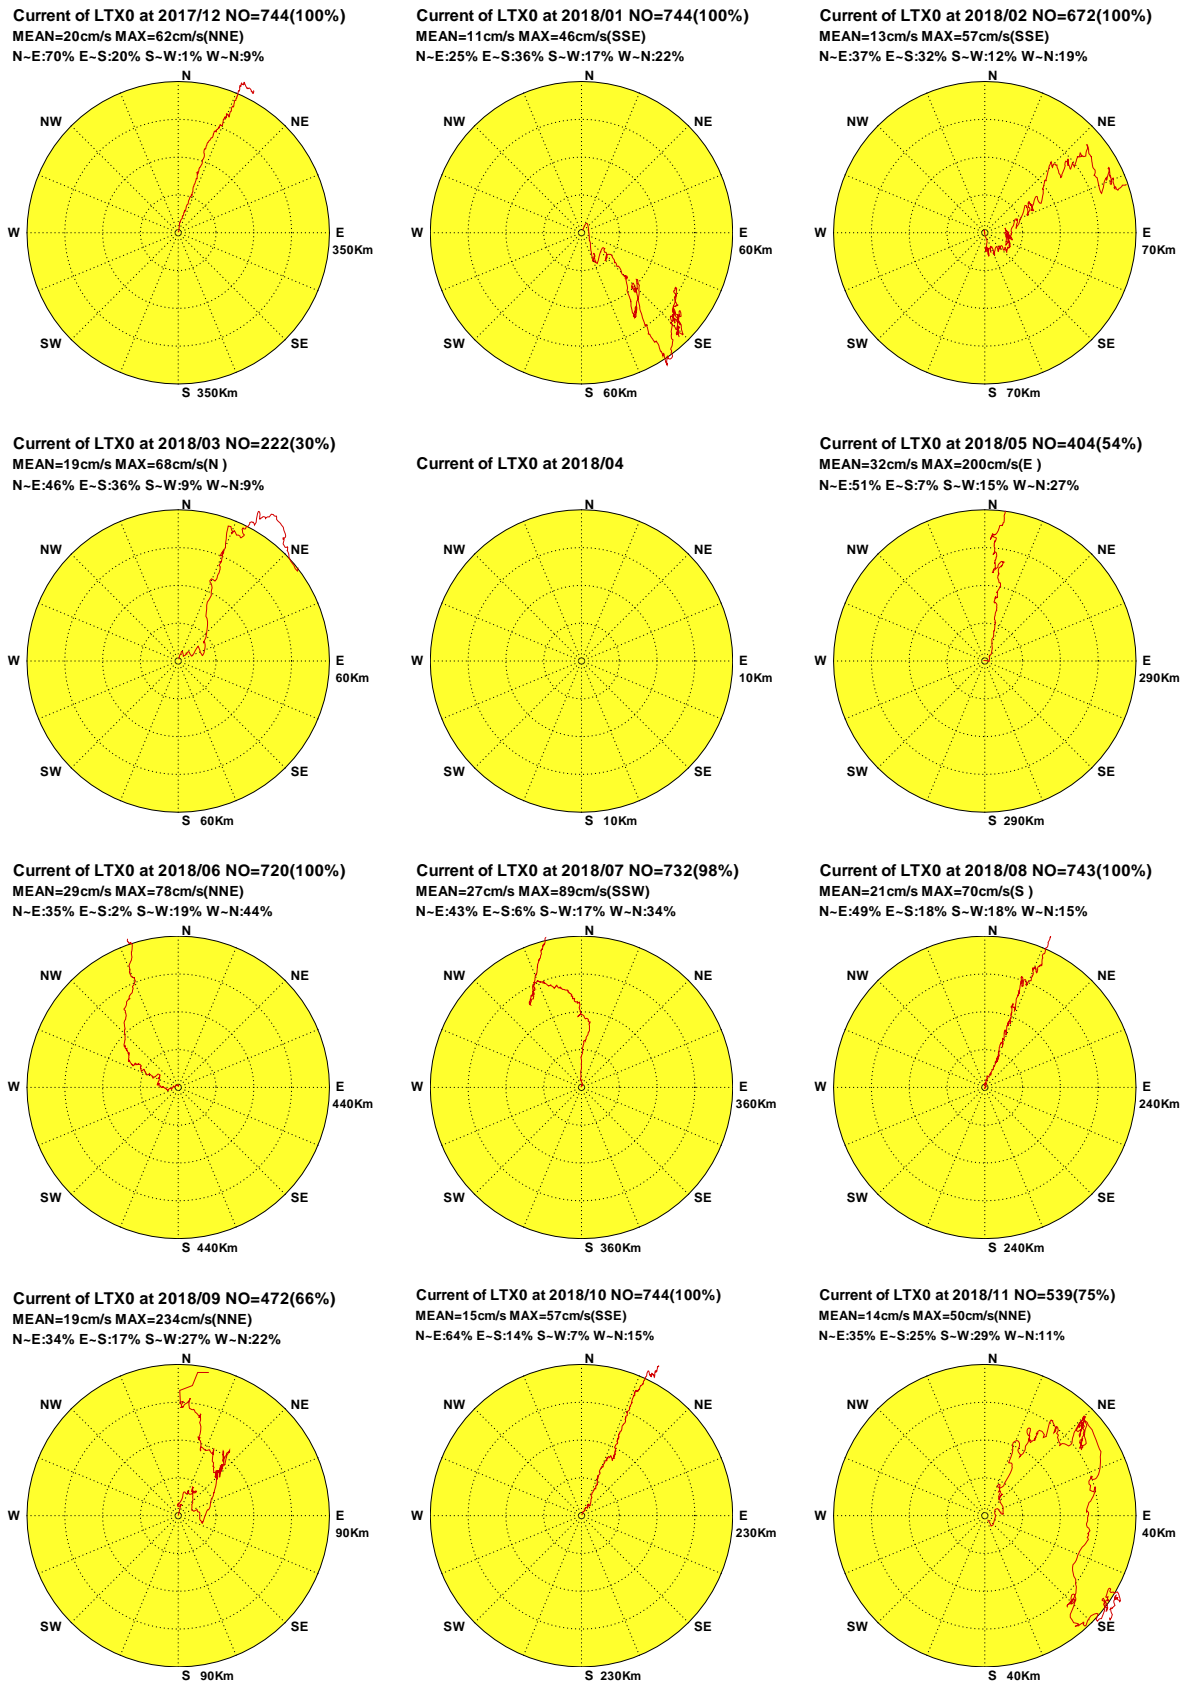 Current of LTX0 at 2017/12 NO=744(100%)
MEAN=20cm/s MAX=62cm/s(NNE)
N~E:70% E~S:20% S~W:1% W~N:9%
N
NW
NE
W
E
350Km
SW
SE
S 350Km
Current of LTX0 at 2018/01 NO=744(100%)
MEAN=11cm/s MAX=46cm/s(SSE)
N~E:25% E~S:36% S~W:17% W~N:22%
N
NW
NE
W
E
60Km
SW
SE
S 60Km
Current of LTX0 at 2018/02 NO=672(100%)
MEAN=13cm/s MAX=57cm/s(SSE)
N~E:37% E~S:32% S~W:12% W~N:19%
N
NW
NE
W
E
70Km
SW
SE
S 70Km
Current of LTX0 at 2018/03 NO=222(30%)
MEAN=19cm/s MAX=68cm/s(N )
N~E:46% E~S:36% S~W:9% W~N:9%
N
NW
NE
W
E
60Km
SW
SE
S 60Km
Current of LTX0 at 2018/04
N
NW
NE
W
E
10Km
SW
SE
S 10Km
Current of LTX0 at 2018/05 NO=404(54%)
MEAN=32cm/s MAX=200cm/s(E )
N~E:51% E~S:7% S~W:15% W~N:27%
N
NW
NE
W
E
290Km
SW
SE
S 290Km
Current of LTX0 at 2018/06 NO=720(100%)
MEAN=29cm/s MAX=78cm/s(NNE)
N~E:35% E~S:2% S~W:19% W~N:44%
N
NW
NE
W
E
440Km
SW
SE
S 440Km
Current of LTX0 at 2018/07 NO=732(98%)
MEAN=27cm/s MAX=89cm/s(SSW)
N~E:43% E~S:6% S~W:17% W~N:34%
N
NW
NE
W
E
360Km
SW
SE
S 360Km
Current of LTX0 at 2018/08 NO=743(100%)
MEAN=21cm/s MAX=70cm/s(S )
N~E:49% E~S:18% S~W:18% W~N:15%
N
NW
NE
W
E
240Km
SW
SE
S 240Km
Current of LTX0 at 2018/09 NO=472(66%)
MEAN=19cm/s MAX=234cm/s(NNE)
N~E:34% E~S:17% S~W:27% W~N:22%
N
NW
NE
W
E
90Km
SW
SE
S 90Km
Current of LTX0 at 2018/10 NO=744(100%)
MEAN=15cm/s MAX=57cm/s(SSE)
N~E:64% E~S:14% S~W:7% W~N:15%
N
NW
NE
W
E
230Km
SW
SE
S 230Km
Current of LTX0 at 2018/11 NO=539(75%)
MEAN=14cm/s MAX=50cm/s(NNE)
N~E:35% E~S:25% S~W:29% W~N:11%
N
NW
NE
W
E
40Km
SW
SE
S 40Km